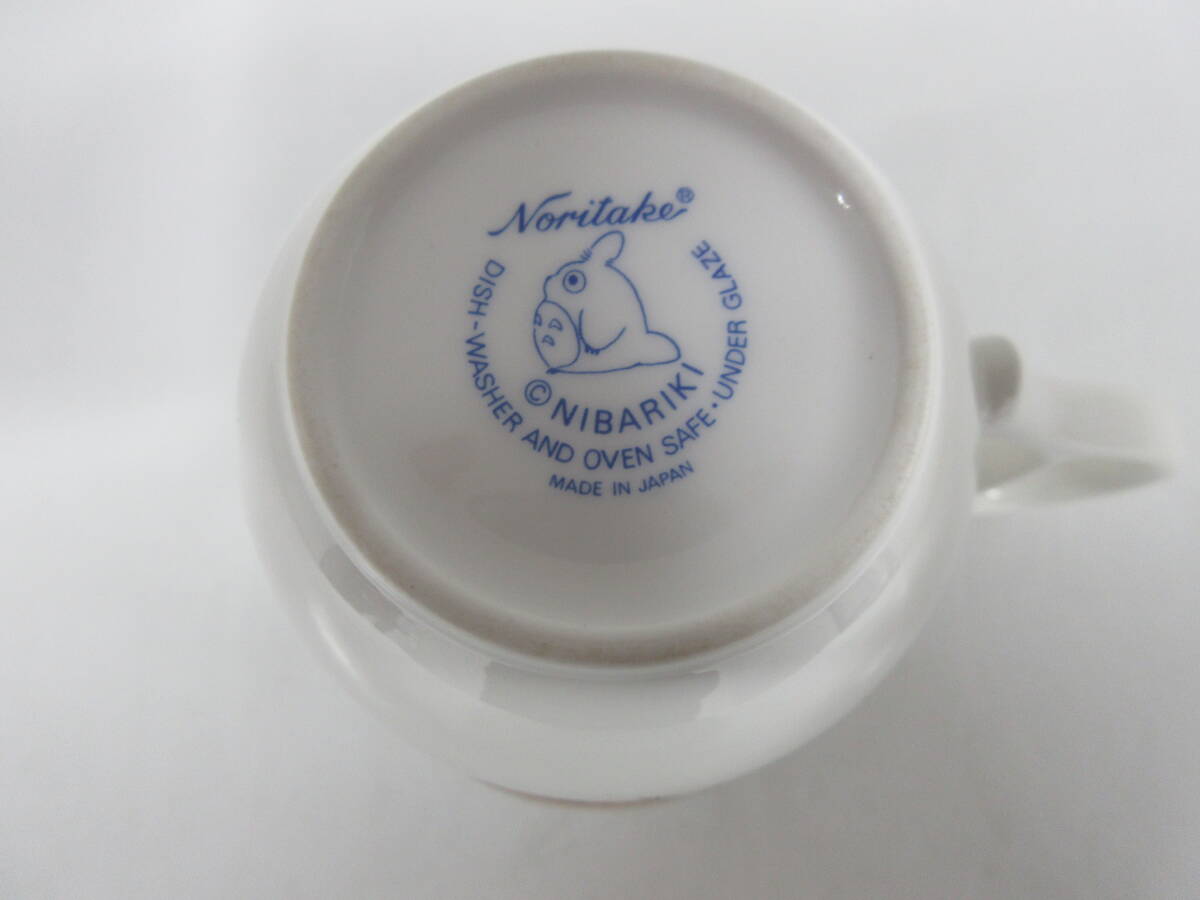 Noritake®
© NIBARIKI
DISH-WASHER AND OVEN SAFE・UNDER GLAZE
MADE IN JAPAN